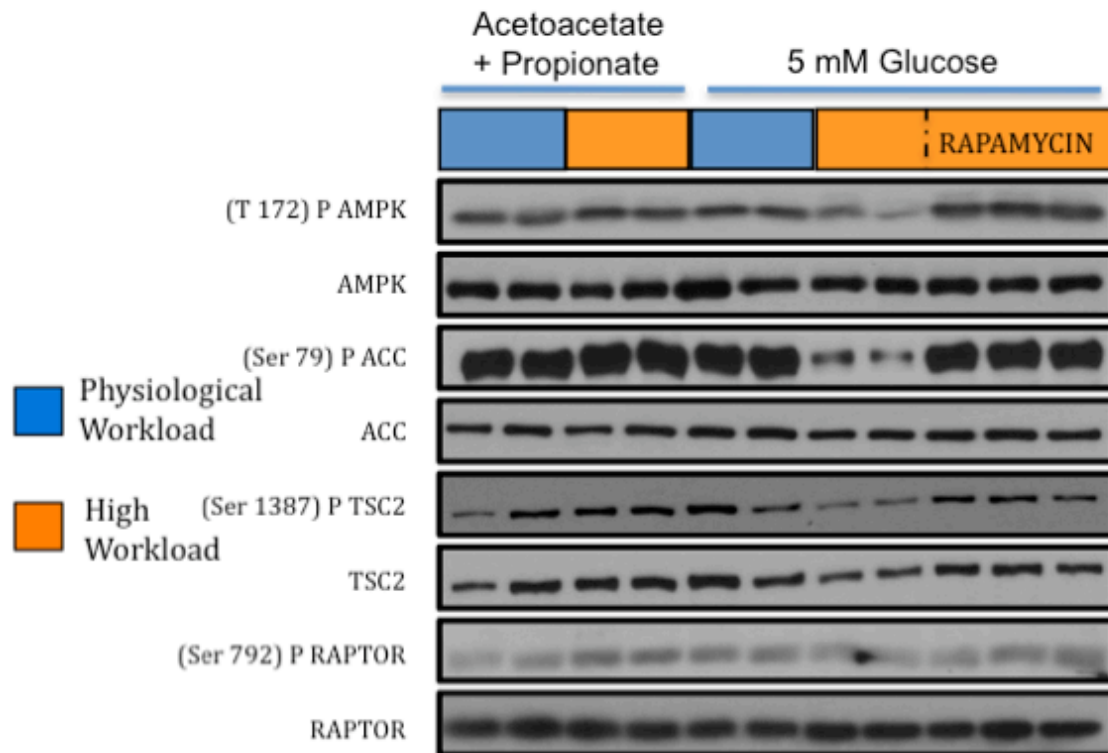 Acetoacetate
+ Propionate
5 mM Glucose
RAPAMYCIN
(T 172) P AMPK
AMPK
(Ser 79) P ACC
Physiological
Workload
ACC
(Ser 1387) P TSC2
High
Workload
TSC2
(Ser 792) P RAPTOR
RAPTOR